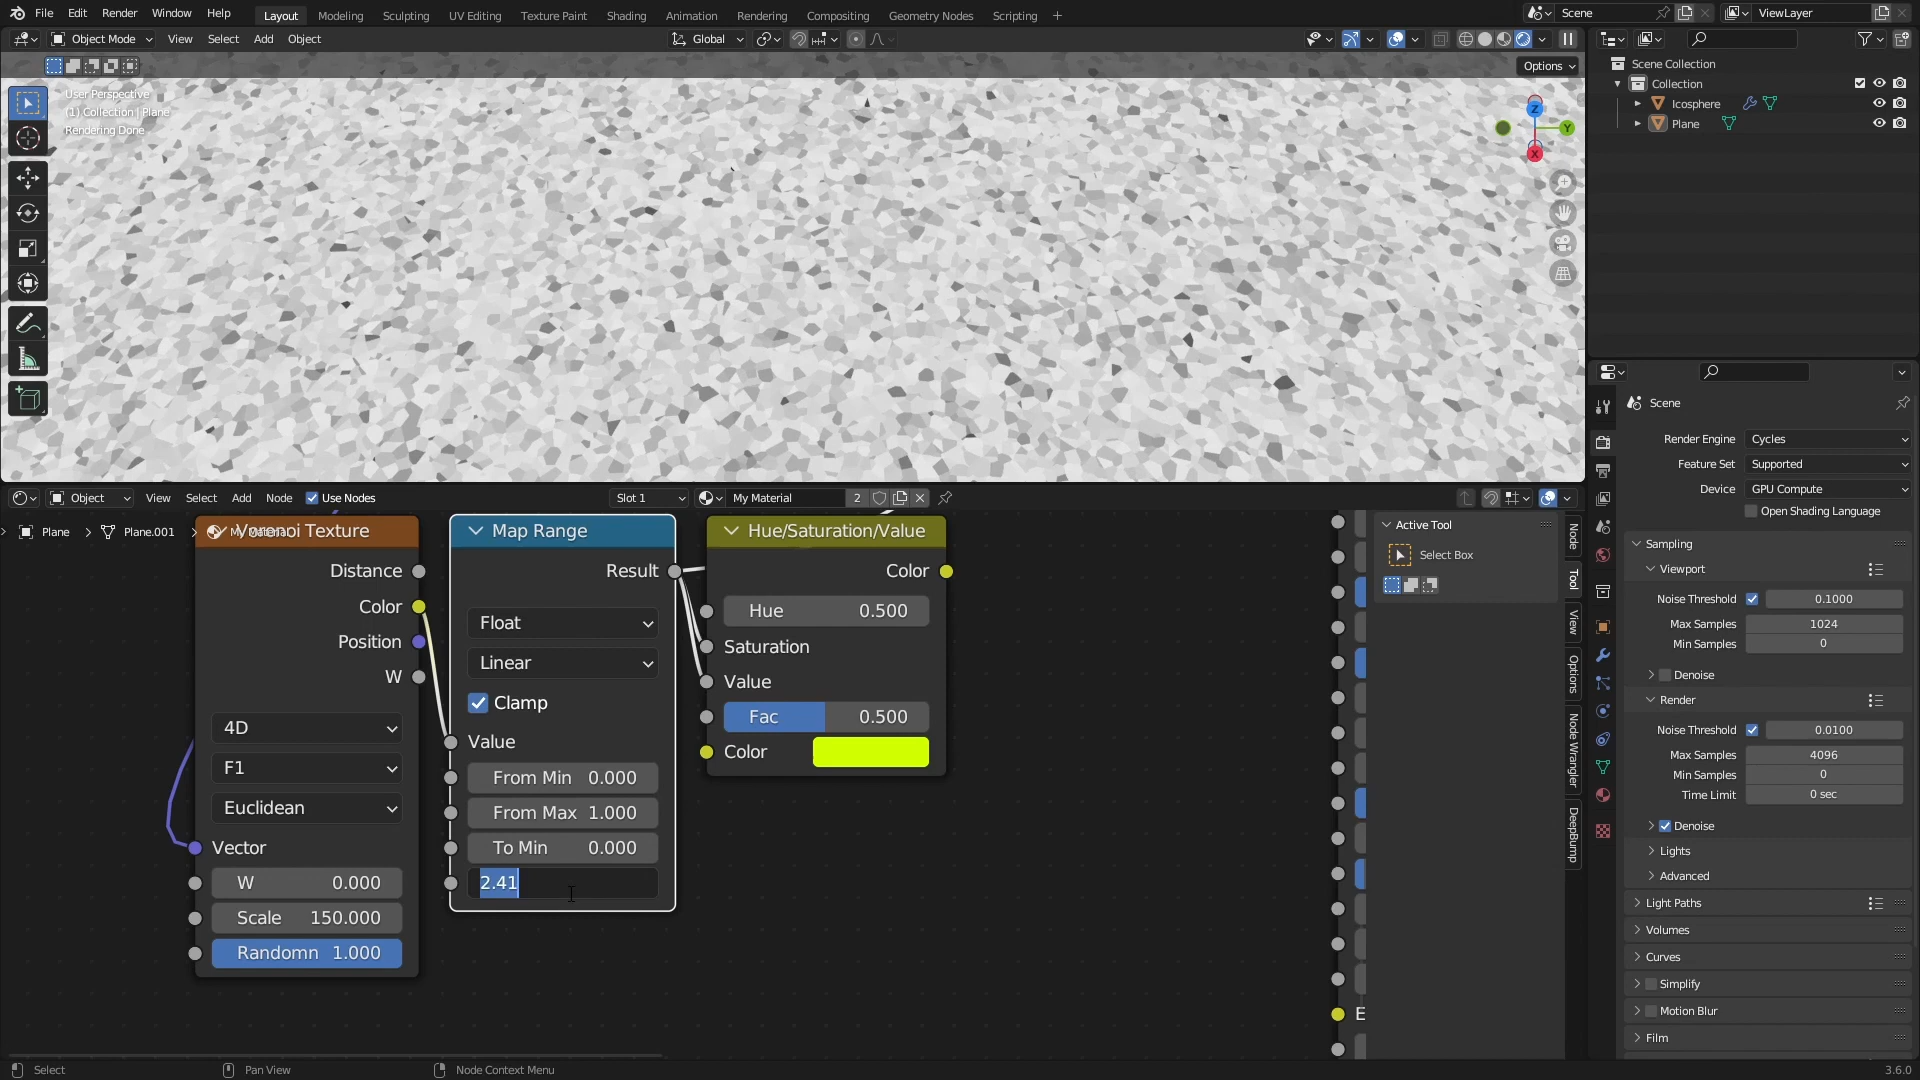 File Edit Render Window Help Layout Modeling Sculpting UV Editing Texture Paint Shading Animation Rendering Compositing Geometry Nodes Scripting + Scene ViewLayer
Object Mode View Select Add Object Global
Options
User Perspective
(1) Collection | Plane
Rendering Done
Z
Y
X
Scene Collection
Collection
Icosphere
Plane
Scene
Render Engine Cycles
Feature Set Supported
Device GPU Compute
Open Shading Language
Sampling
Viewport
Noise Threshold 0.1000
Max Samples 1024
Min Samples 0
Denoise
Render
Noise Threshold 0.0100
Max Samples 4096
Min Samples 0
Time Limit 0 sec
Denoise
Lights
Advanced
Light Paths
Volumes
Curves
Simplify
Motion Blur
Film
Object View Select Add Node Use Nodes Slot 1 My Material 2
Plane Plane.001
Voronoi Texture
Distance
Color
Position
W
4D
F1
Euclidean
Vector
W 0.000
Scale 150.000
Randomn 1.000
Map Range
Result
Float
Linear
Clamp
Value
From Min 0.000
From Max 1.000
To Min 0.000
2.41
Hue/Saturation/Value
Color
Hue 0.500
Saturation
Value
Fac 0.500
Color
E
Active Tool
Select Box
Node
Tool
View
Options
Node Wrangler
DeepBump
Select Pan View Node Context Menu 3.6.0